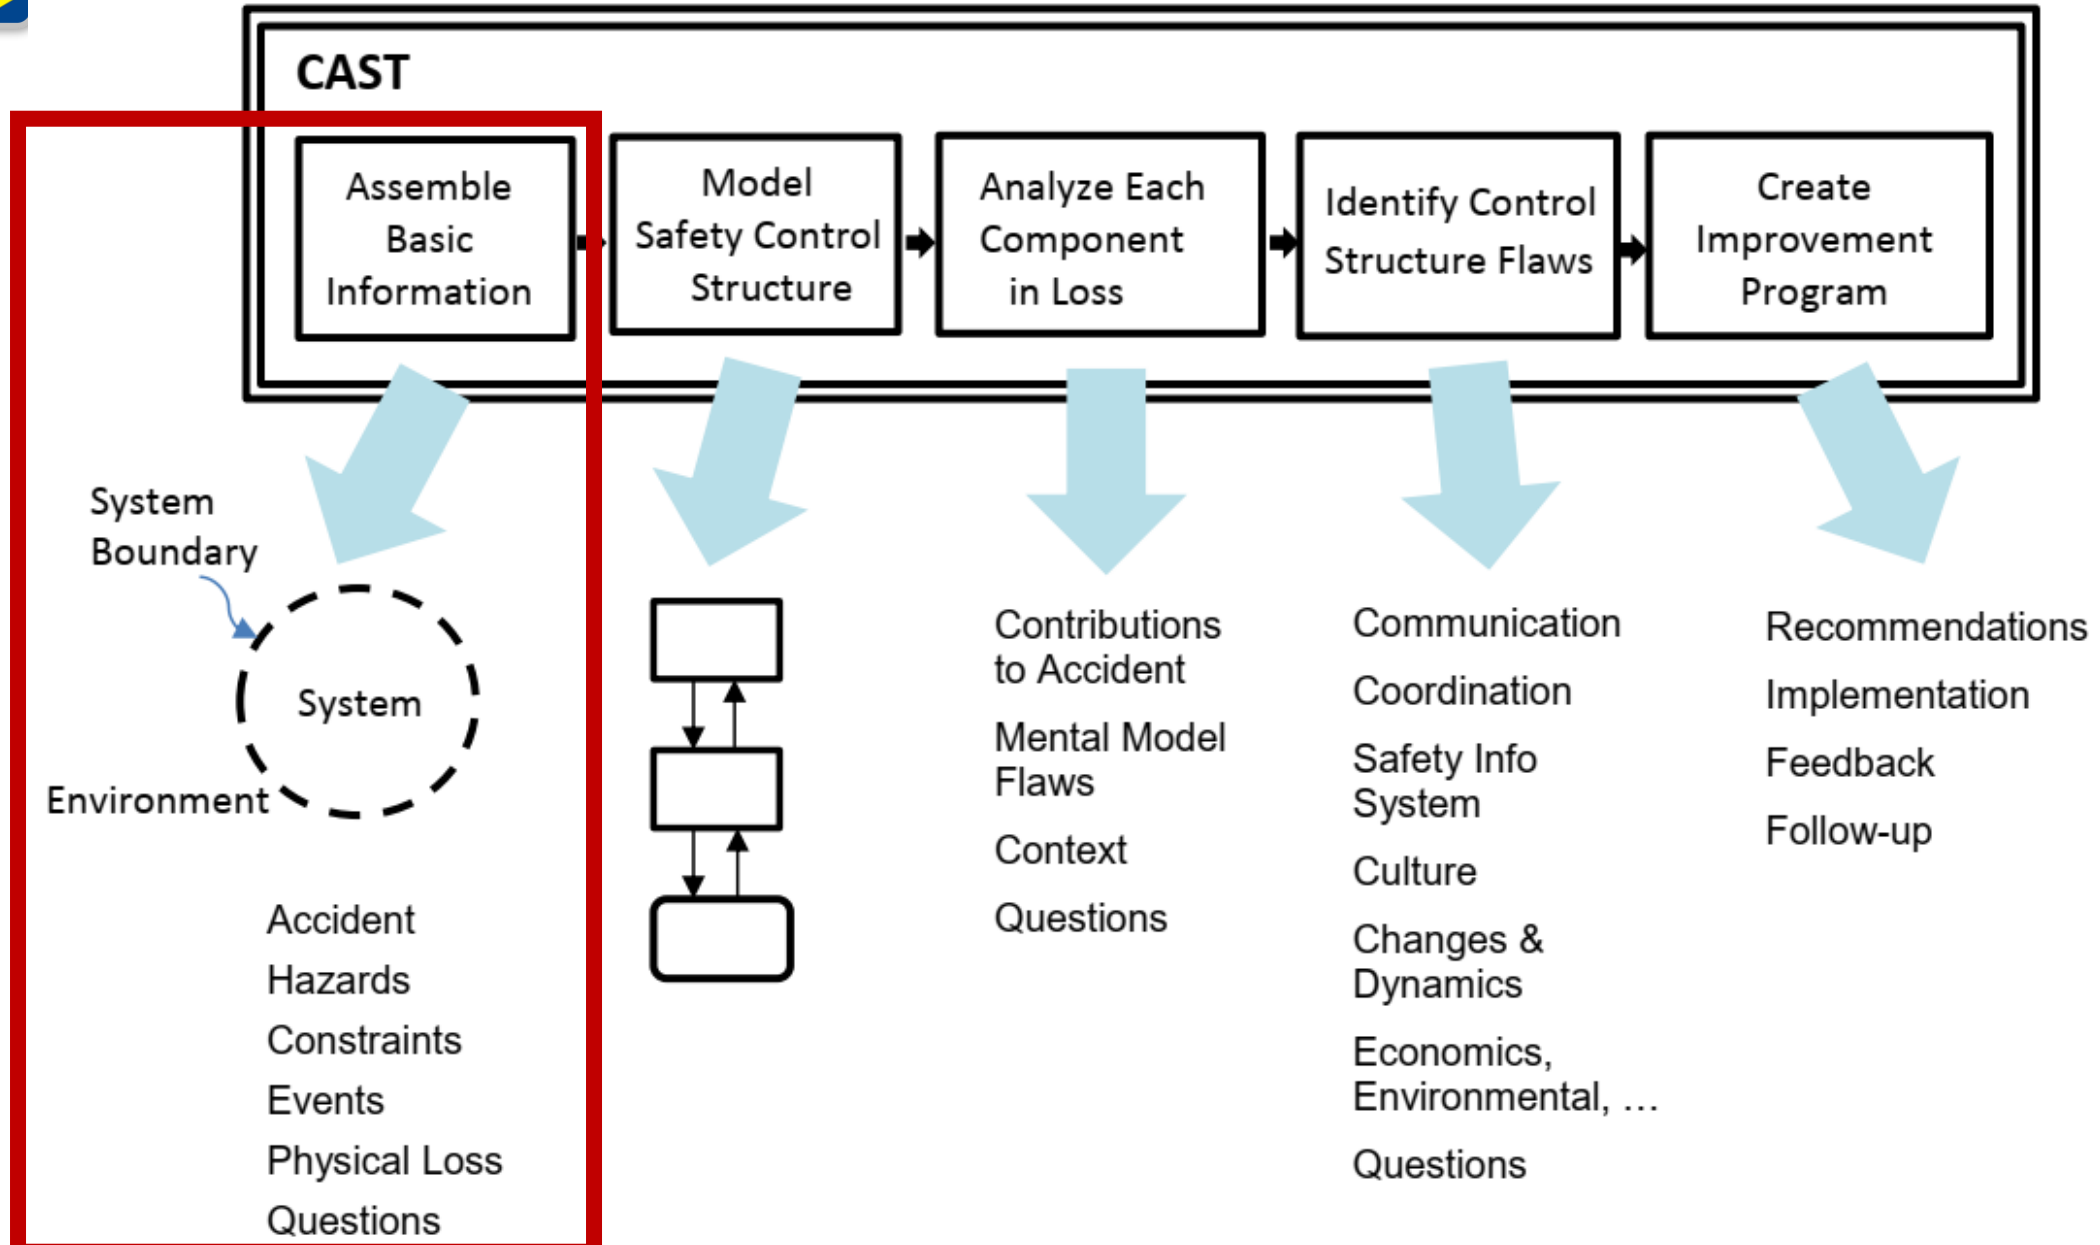 CAST
Assemble
Basic
Information
Model
Safety Control
Structure
Analyze Each
Component
in Loss
Identify Control
Structure Flaws
Create
Improvement
Program
System
Boundary
System
Environment
Accident
Hazards
Constraints
Events
Physical Loss
Questions
Contributions
to Accident
Mental Model
Flaws
Context
Questions
Communication
Coordination
Safety Info
System
Culture
Changes &
Dynamics
Economics,
Environmental, …
Questions
Recommendations
Implementation
Feedback
Follow-up